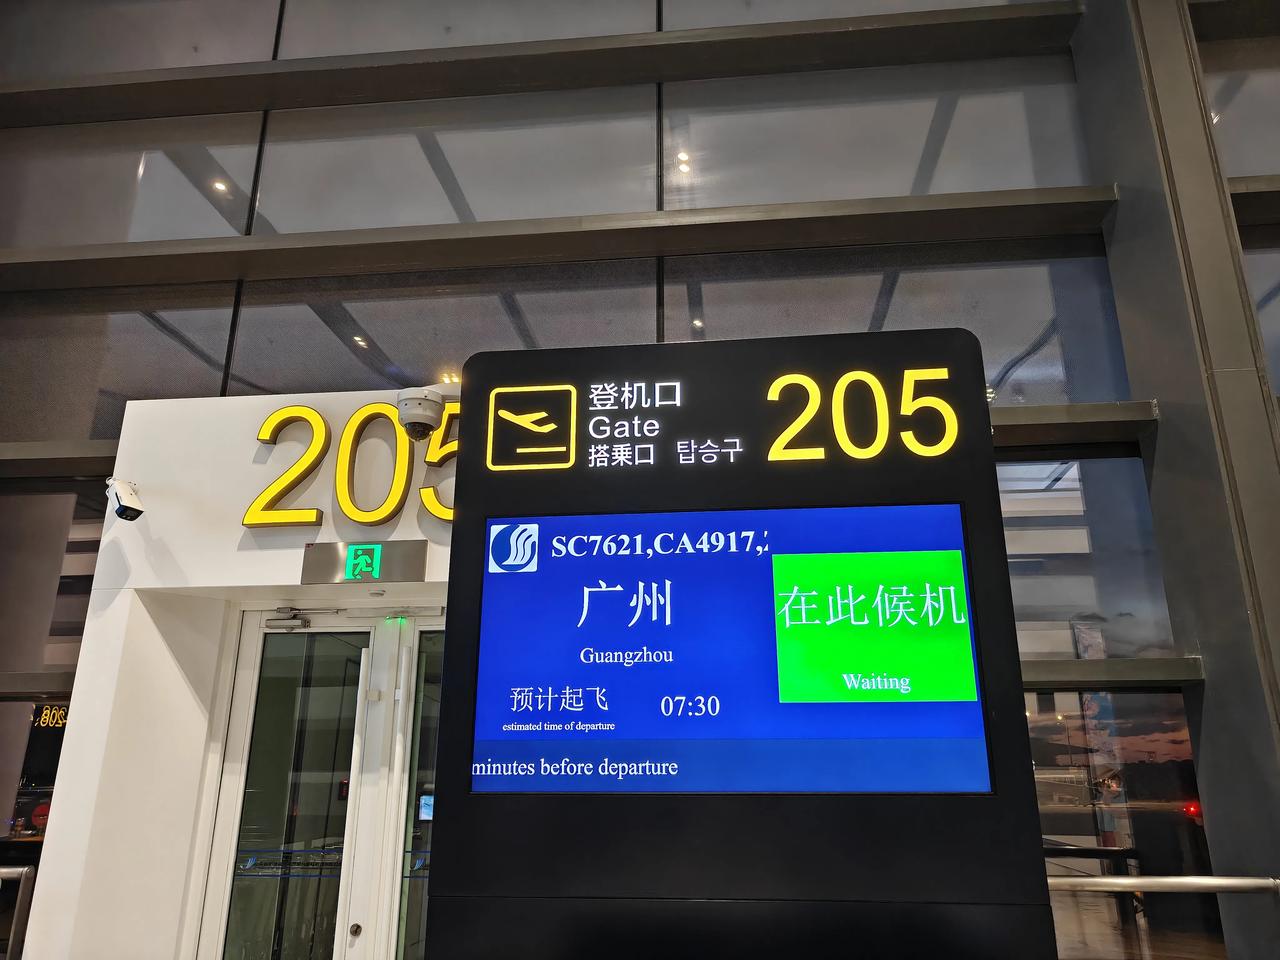 205
登机口
Gate
搭乗口 탑승구
205
SC7621,CA4917,
广州
Guangzhou
在此候机
Waiting
预计起飞 07:30
estimated time of departure
minutes before departure